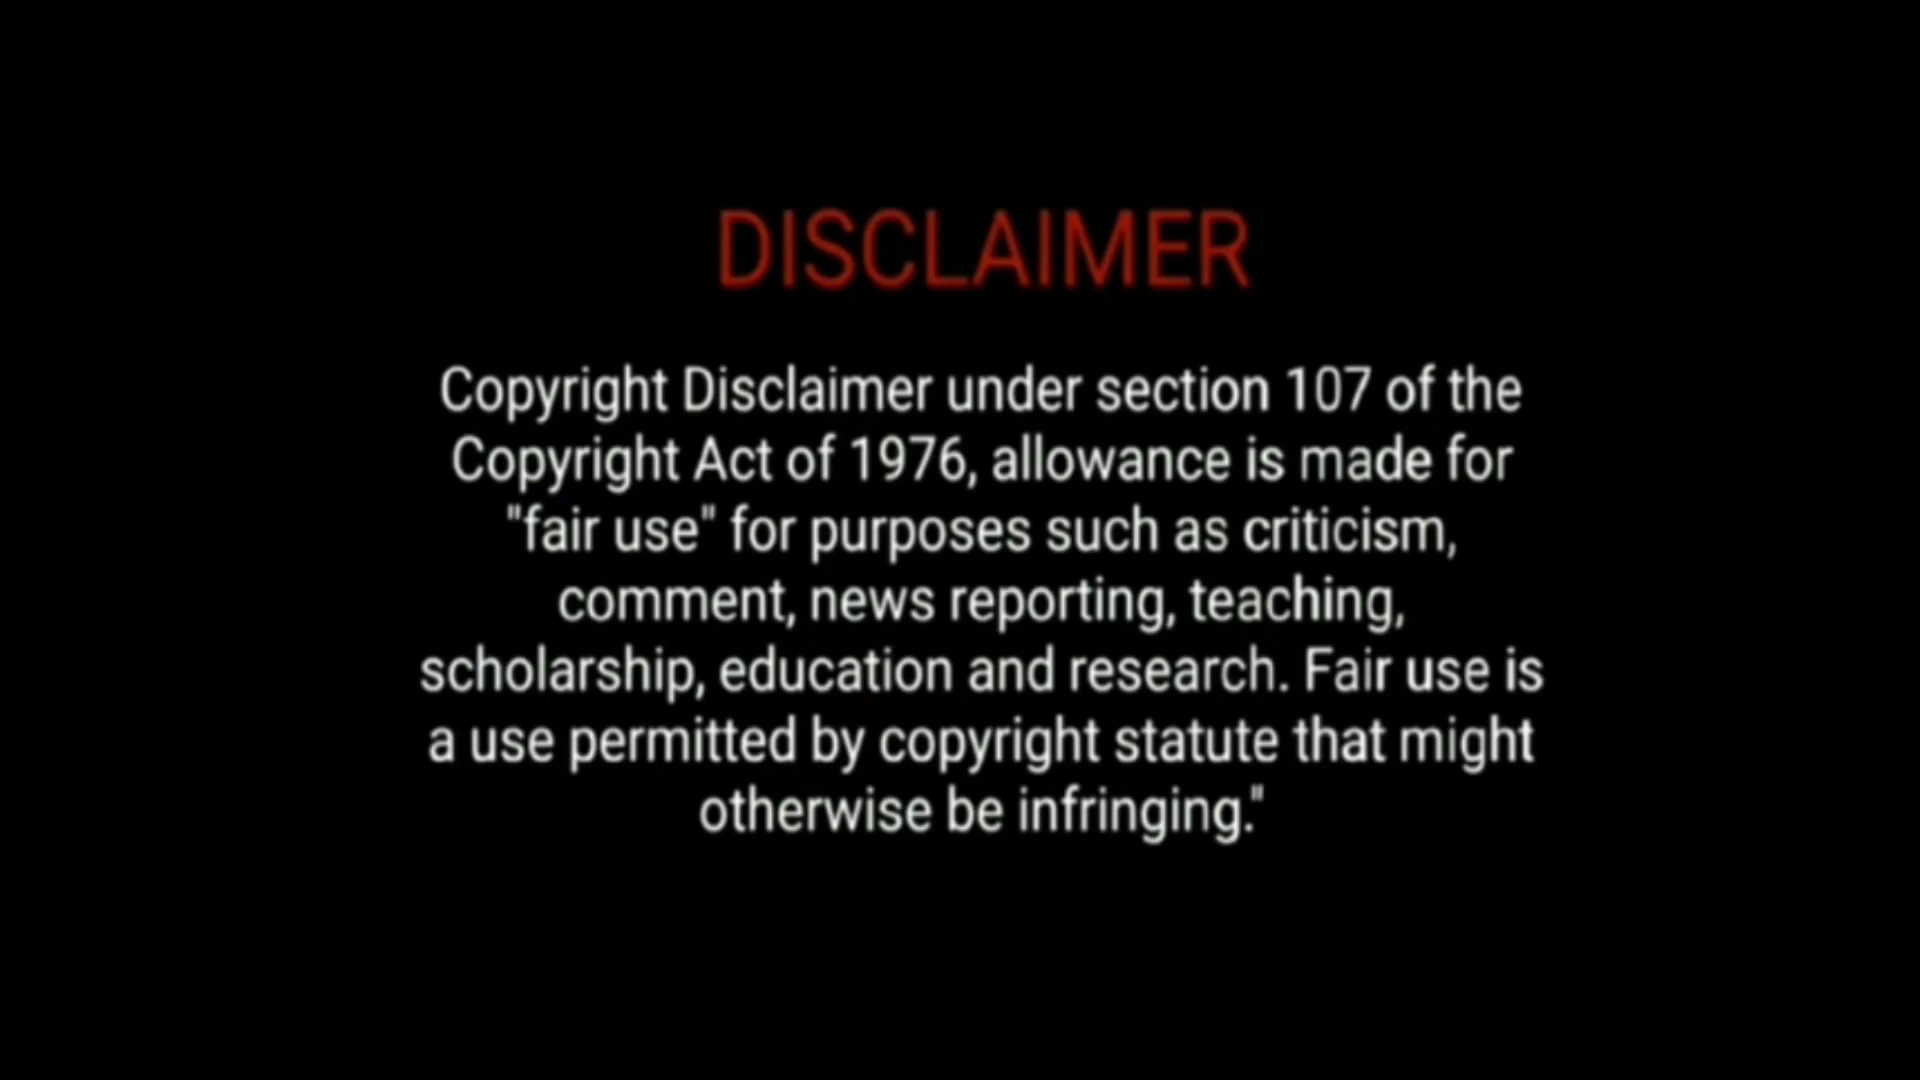 DISCLAIMER
Copyright Disclaimer under section 107 of the
Copyright Act of 1976, allowance is made for
"fair use" for purposes such as criticism,
comment, news reporting, teaching,
scholarship, education and research. Fair use is
a use permitted by copyright statute that might
otherwise be infringing."